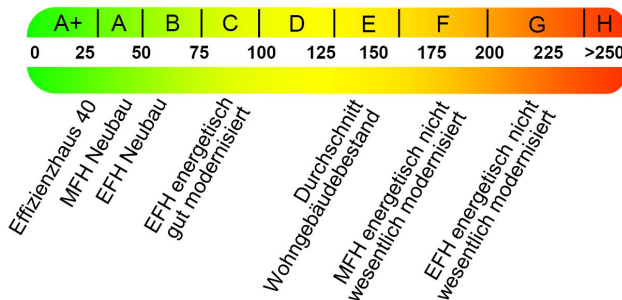 A+ A B C D E F G H
0 25 50 75 100 125 150 175 200 225 >250
Effizienzhaus 40
MFH Neubau
EFH Neubau
EFH energetisch
gut modernisiert
Durchschnitt
Wohngebäudebestand
MFH energetisch nicht
wesentlich modernisiert
EFH energetisch nicht
wesentlich modernisiert